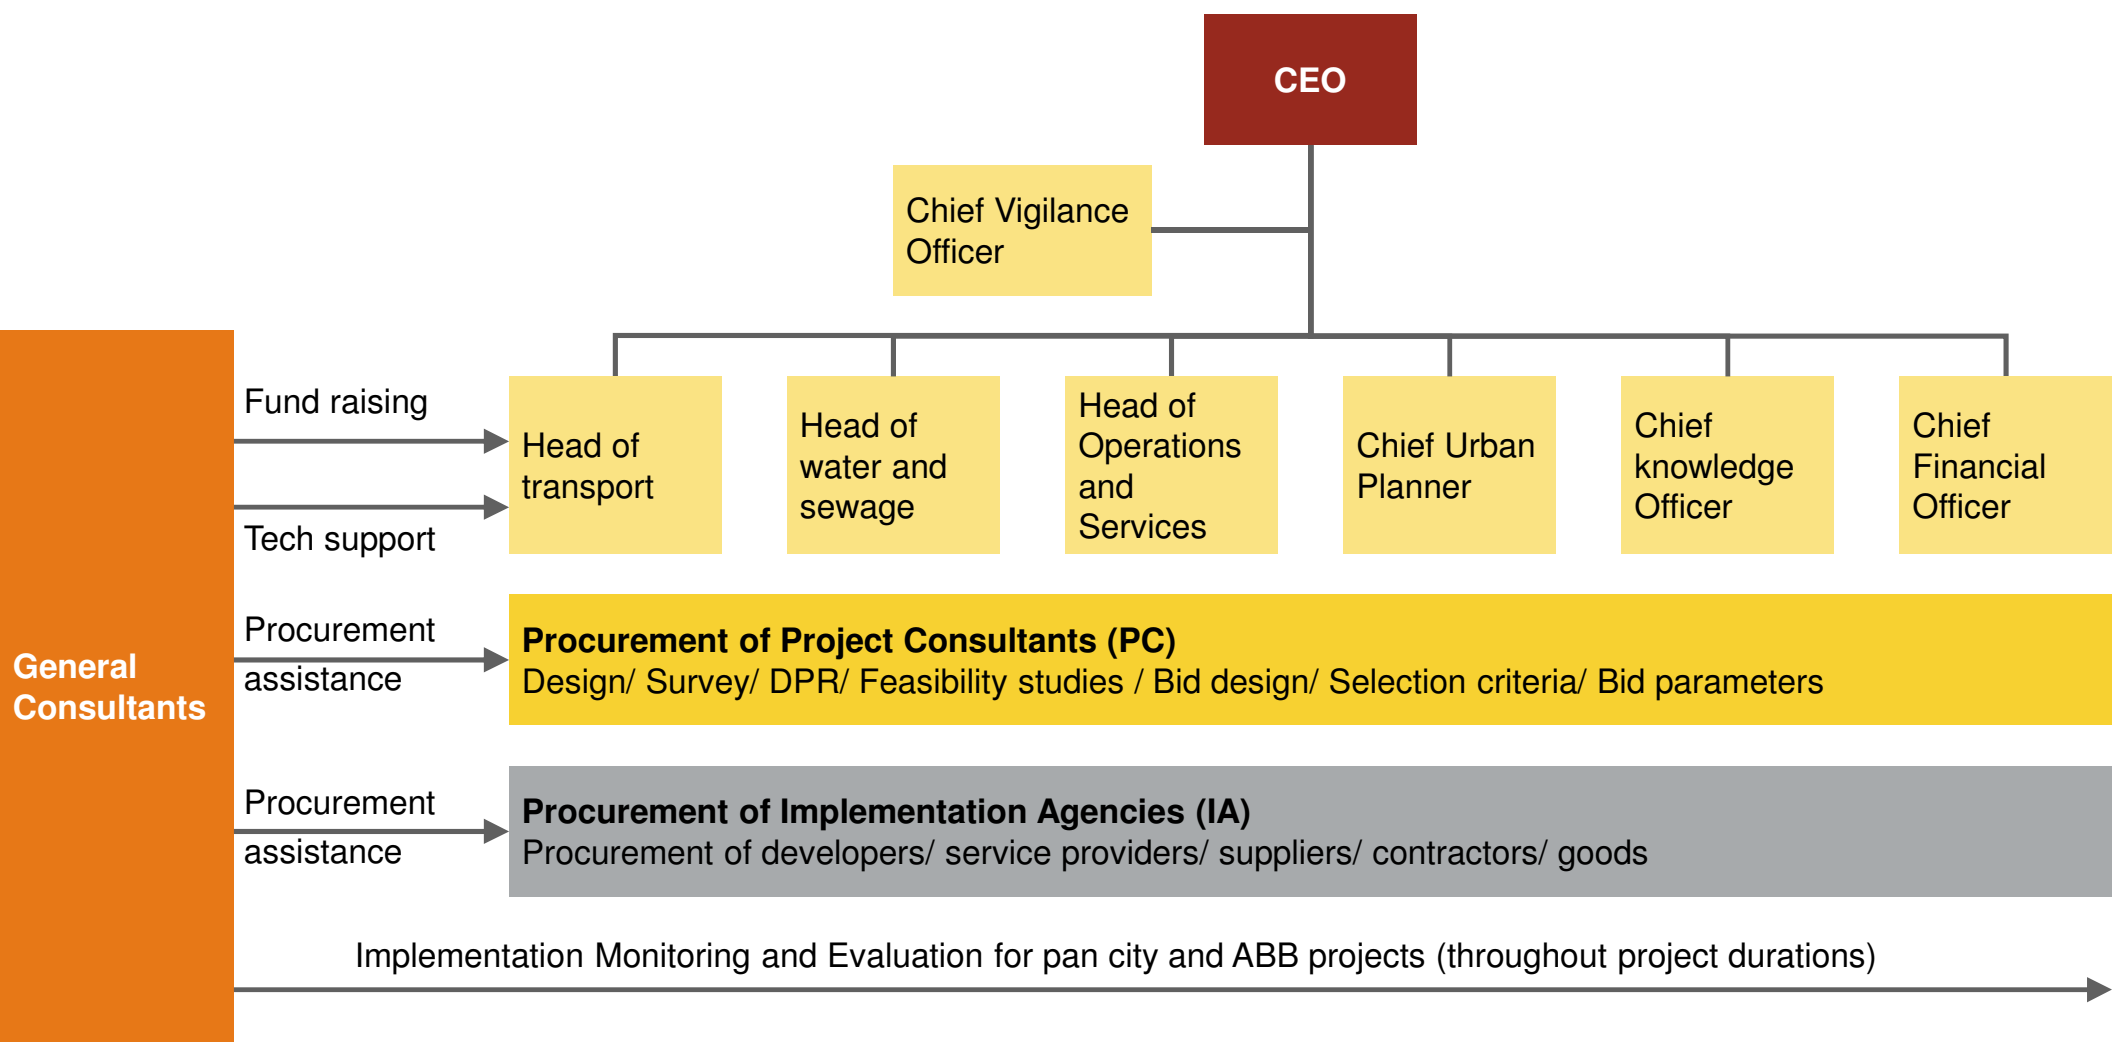 CEO
Chief Vigilance
Officer
Fund raising
Tech support
Head of
transport
Head of
water and
sewage
Head of
Operations
and
Services
Chief Urban
Planner
Chief
knowledge
Officer
Chief
Financial
Officer
General
Consultants
Procurement
assistance
Procurement of Project Consultants (PC)
Design/ Survey/ DPR/ Feasibility studies / Bid design/ Selection criteria/ Bid parameters
Procurement
assistance
Procurement of Implementation Agencies (IA)
Procurement of developers/ service providers/ suppliers/ contractors/ goods
Implementation Monitoring and Evaluation for pan city and ABB projects (throughout project durations)